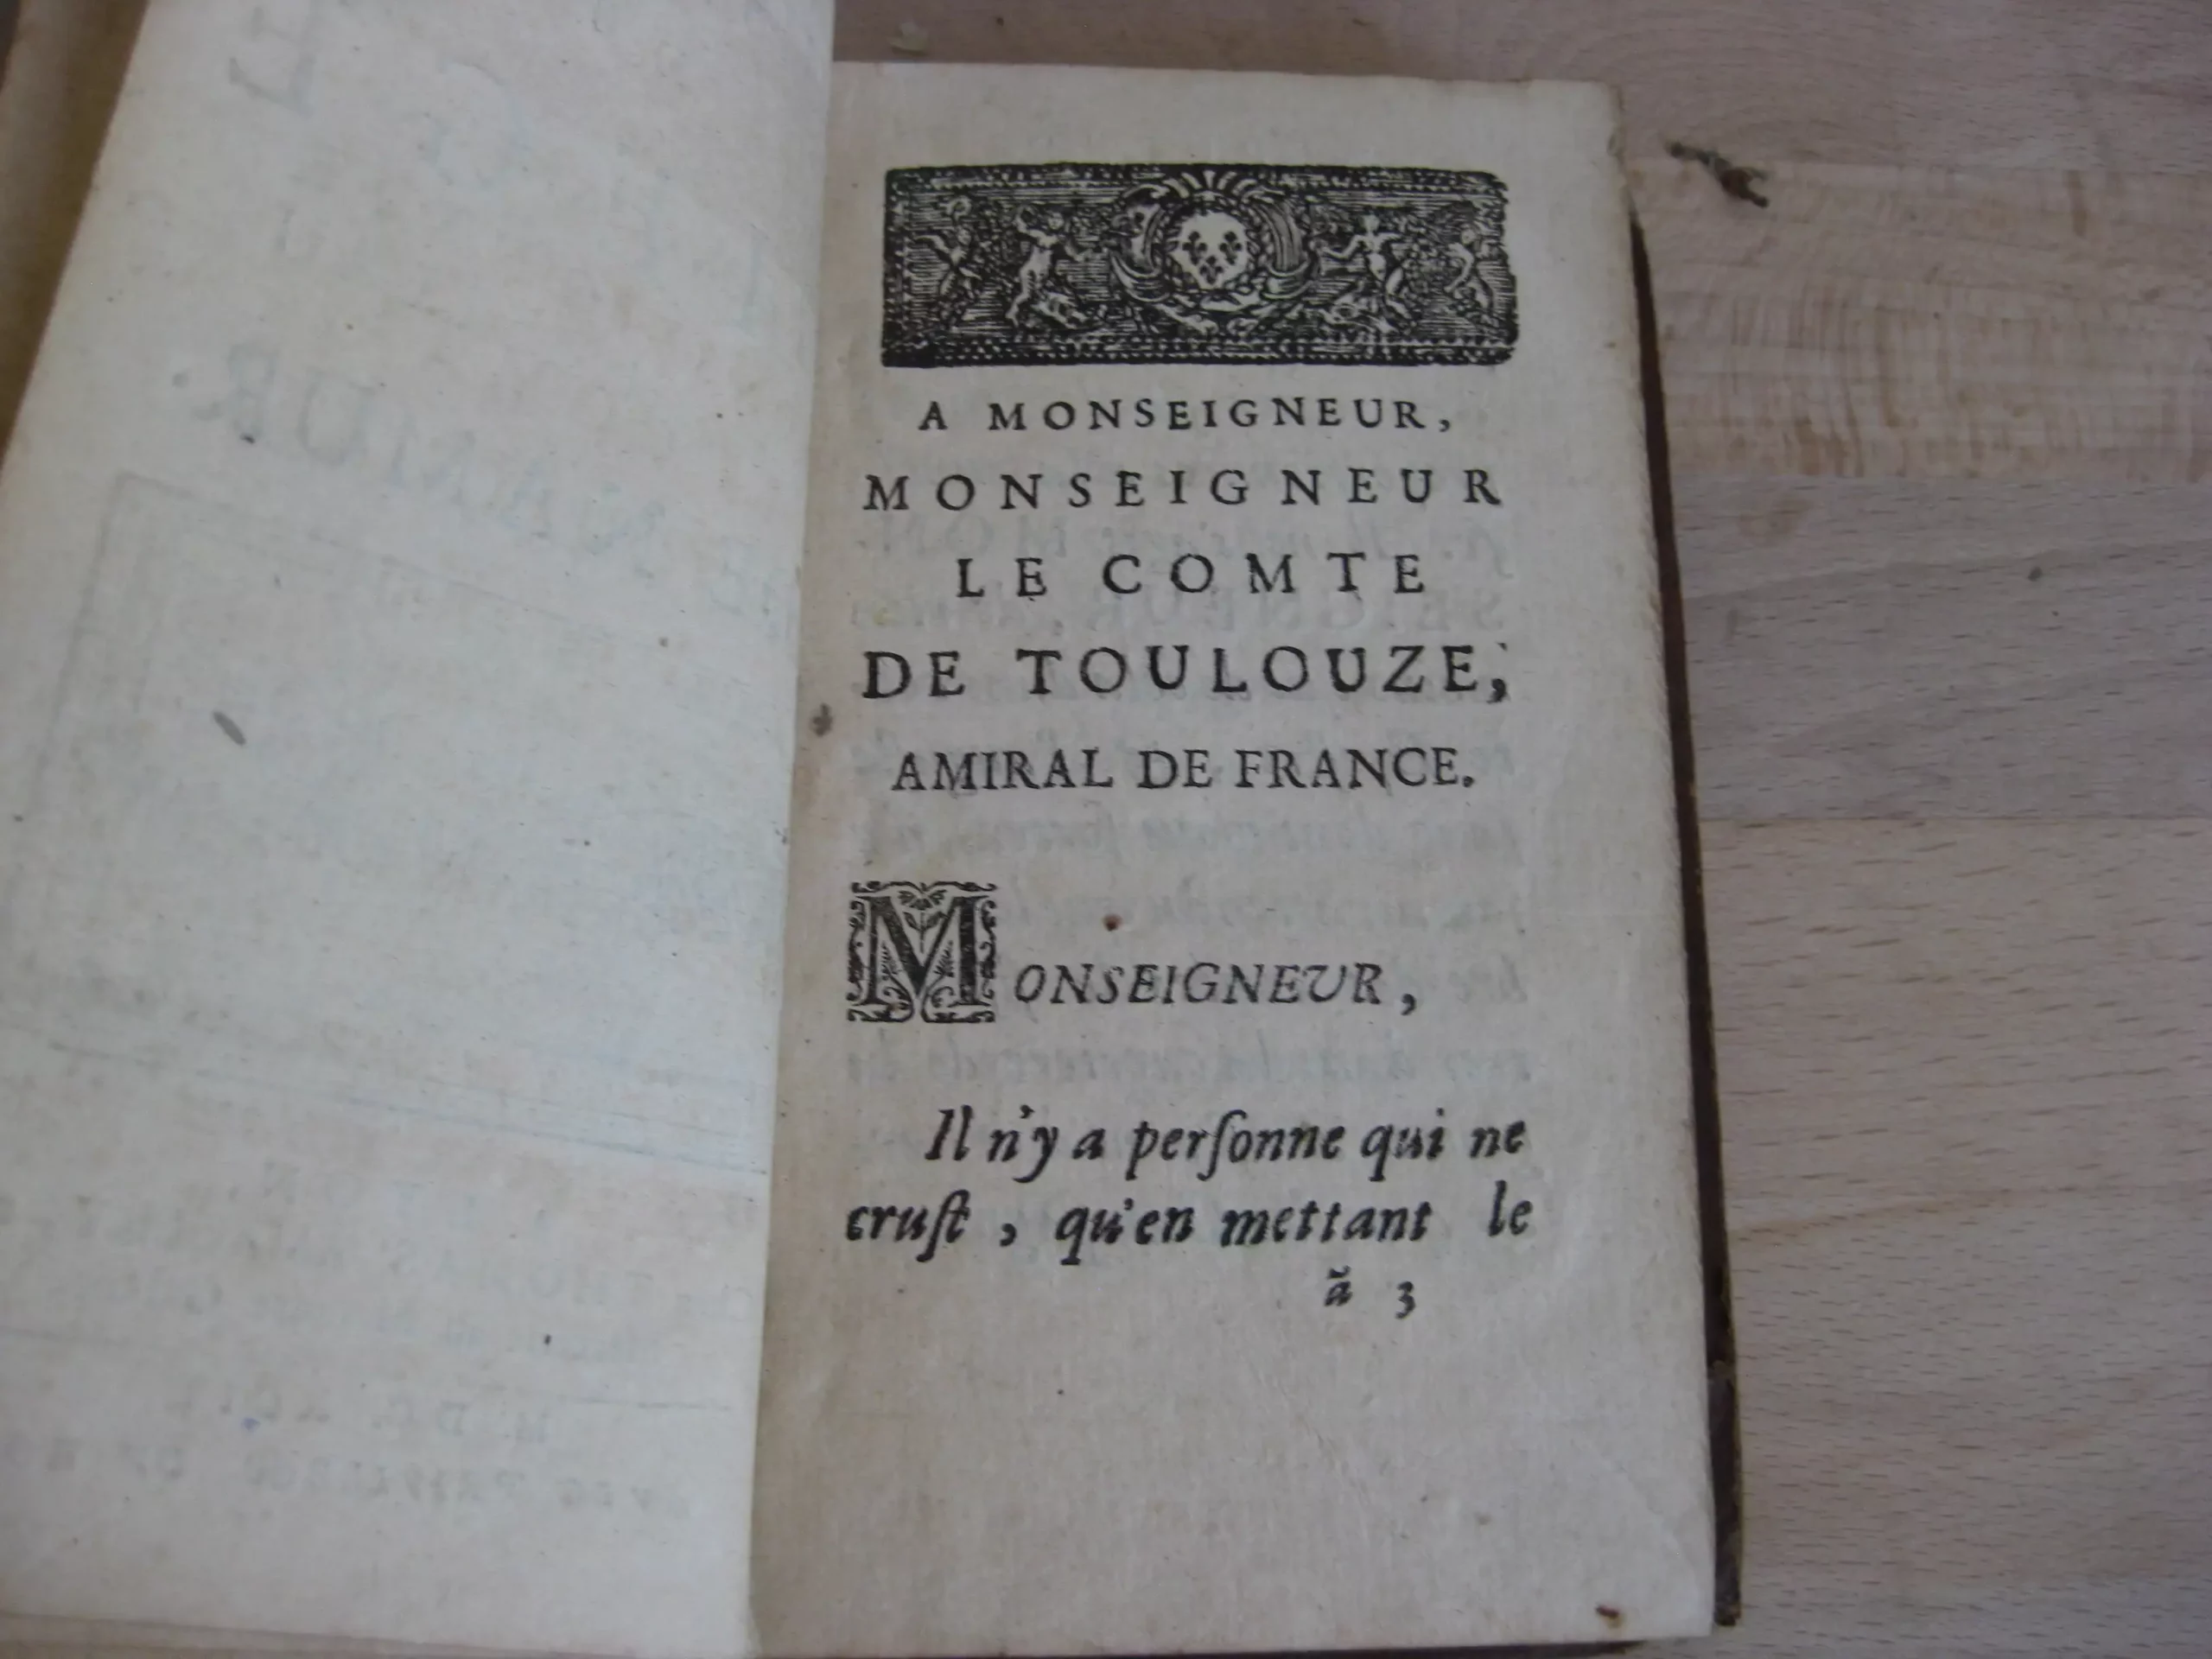 A MONSEIGNEUR,
MONSEIGNEUR
LE COMTE
DE TOULOUZE,
AMIRAL DE FRANCE.
MONSEIGNEUR,
Il n'y a perſonne qui ne
cruſt, qu'en mettant le
ã 3